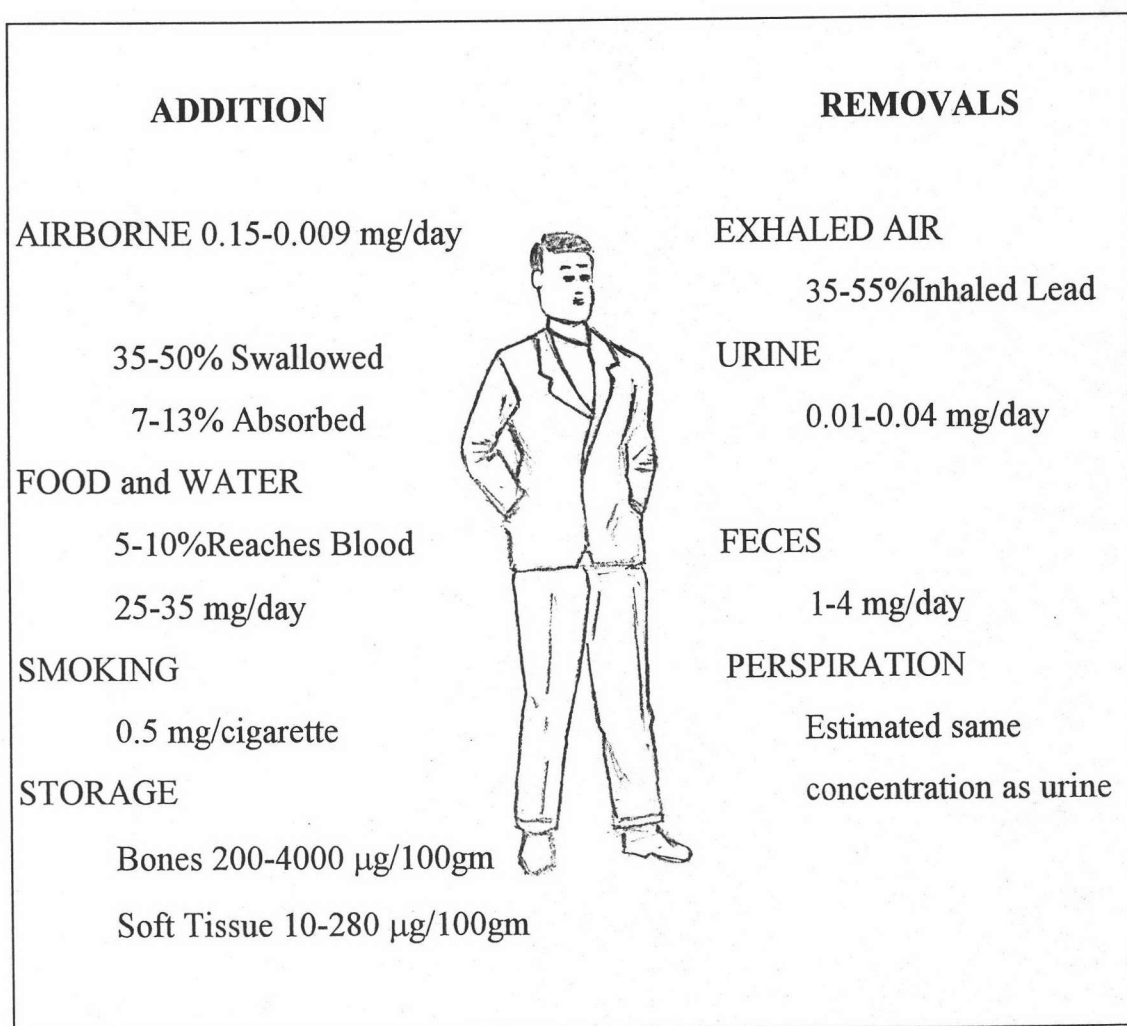 ADDITION
AIRBORNE 0.15-0.009 mg/day
35-50% Swallowed
7-13% Absorbed
FOOD and WATER
5-10%Reaches Blood
25-35 mg/day
SMOKING
0.5 mg/cigarette
STORAGE
Bones 200-4000 µg/100gm
Soft Tissue 10-280 µg/100gm
REMOVALS
EXHALED AIR
35-55%Inhaled Lead
URINE
0.01-0.04 mg/day
FECES
1-4 mg/day
PERSPIRATION
Estimated same
concentration as urine